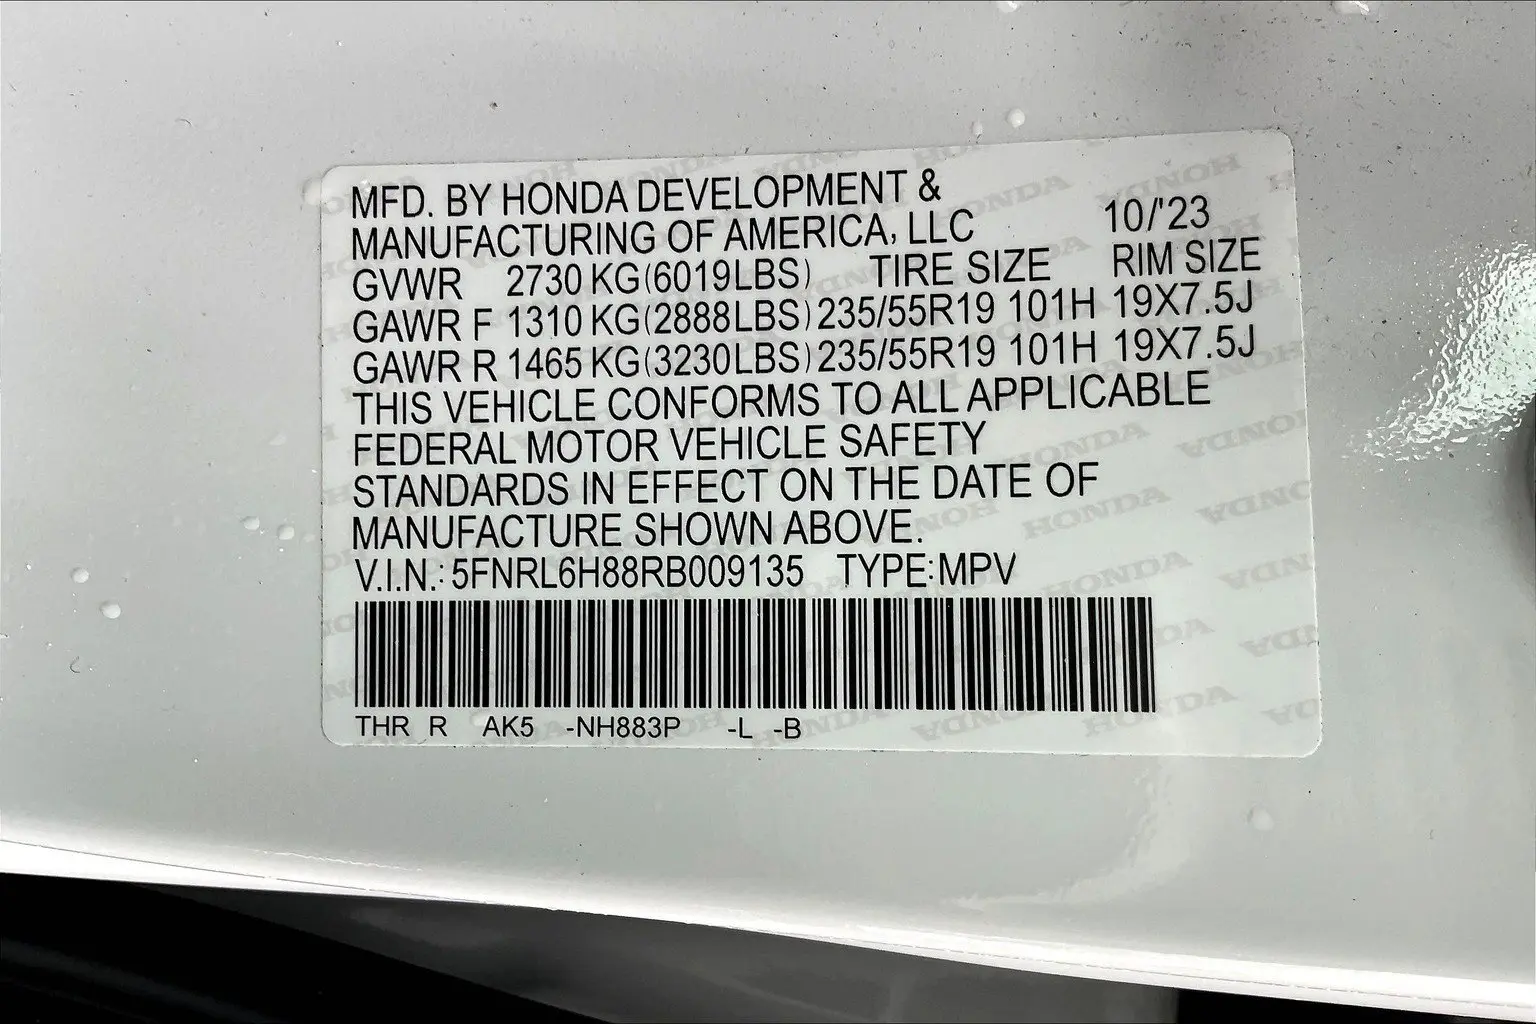 MFD. BY HONDA DEVELOPMENT &
MANUFACTURING OF AMERICA, LLC 10/'23
GVWR 2730 KG(6019LBS) TIRE SIZE RIM SIZE
GAWR F 1310 KG(2888LBS) 235/55R19 101H 19X7.5J
GAWR R 1465 KG(3230LBS) 235/55R19 101H 19X7.5J
THIS VEHICLE CONFORMS TO ALL APPLICABLE
FEDERAL MOTOR VEHICLE SAFETY
STANDARDS IN EFFECT ON THE DATE OF
MANUFACTURE SHOWN ABOVE.
V.I.N.: 5FNRL6H88RB009135 TYPE:MPV
THR R AK5 -NH883P -L -B